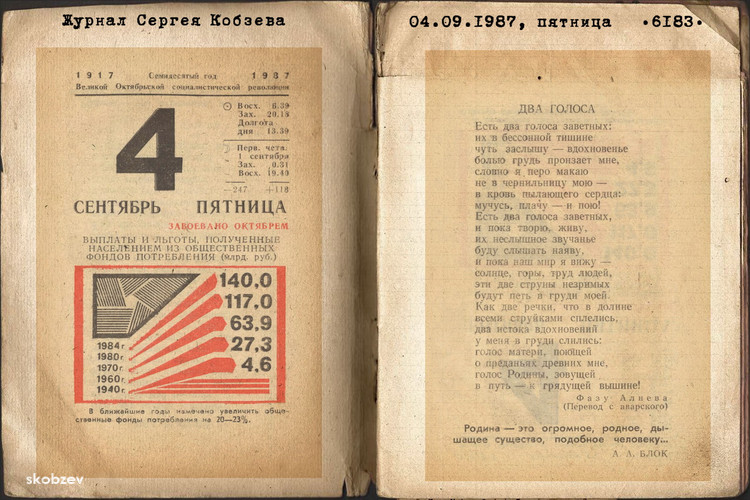 Журнал Сергея Кобзева
04.09.1987, пятница •6183•
1917 Семидесятый год 1987
Великой Октябрьской социалистической революции
4
Восх. 6.39
Зах. 20.18
Долгота
дня 13.39
Перв. четв.
1 сентября
Зах. 0.31
Восх. 19.40
—247 +118
СЕНТЯБРЬ ПЯТНИЦА
ЗАВОЕВАНО ОКТЯБРЕМ
ВЫПЛАТЫ И ЛЬГОТЫ, ПОЛУЧЕННЫЕ
НАСЕЛЕНИЕМ ИЗ ОБЩЕСТВЕННЫХ
ФОНДОВ ПОТРЕБЛЕНИЯ (млрд. руб.)
140,0
117,0
63,9
27,3
4,6
1984г.
1980г.
1970г.
1960г.
1940г.
В ближайшие годы намечено увеличить обще-
ственные фонды потребления на 20—23%.
skobzev
ДВА ГОЛОСА
Есть два голоса заветных:
их в бессонной тишине
чуть заслышу — вдохновенье
болью грудь пронзает мне,
словно я перо макаю
не в чернильницу мою —
в кровь пылающего сердца:
мучусь, плачу — и пою!
Есть два голоса заветных,
и пока творю, живу,
их неслышное звучанье
буду слышать наяву,
и пока ваш мир я вижу —
солнце, горы, труд людей,
эти две струны незримых
будут петь в груди моей.
Как две речки, что в долине
всеми струйками сплелись,
два истока вдохновений
у меня в груди слились:
голос матери, поющей
о преданьях древних мне,
голос Родины, зовущей
в путь — к грядущей вышине!
Фазу Алиева
(Перевод с аварского)
Родина — это огромное, родное, ды-
шащее существо, подобное человеку...
А. А. БЛОК